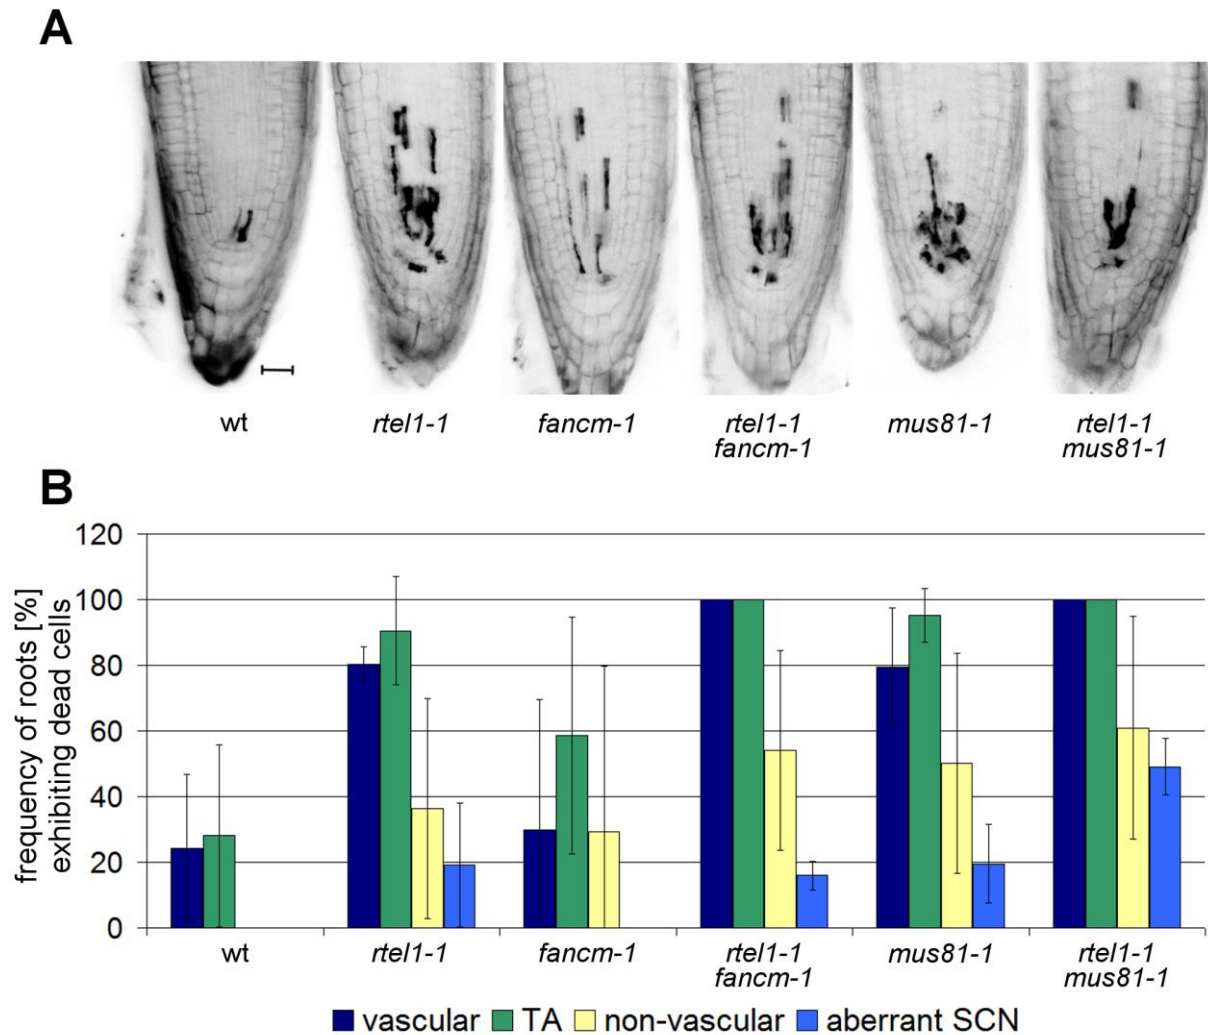 A
wt
rtel1-1
fancm-1
rtel1-1
fancm-1
mus81-1
rtel1-1
mus81-1
B
frequency of roots [%]
exhibiting dead cells
120
100
80
60
40
20
0
wt
rtel1-1
fancm-1
rtel1-1
fancm-1
mus81-1
rtel1-1
mus81-1
vascular TA non-vascular aberrant SCN